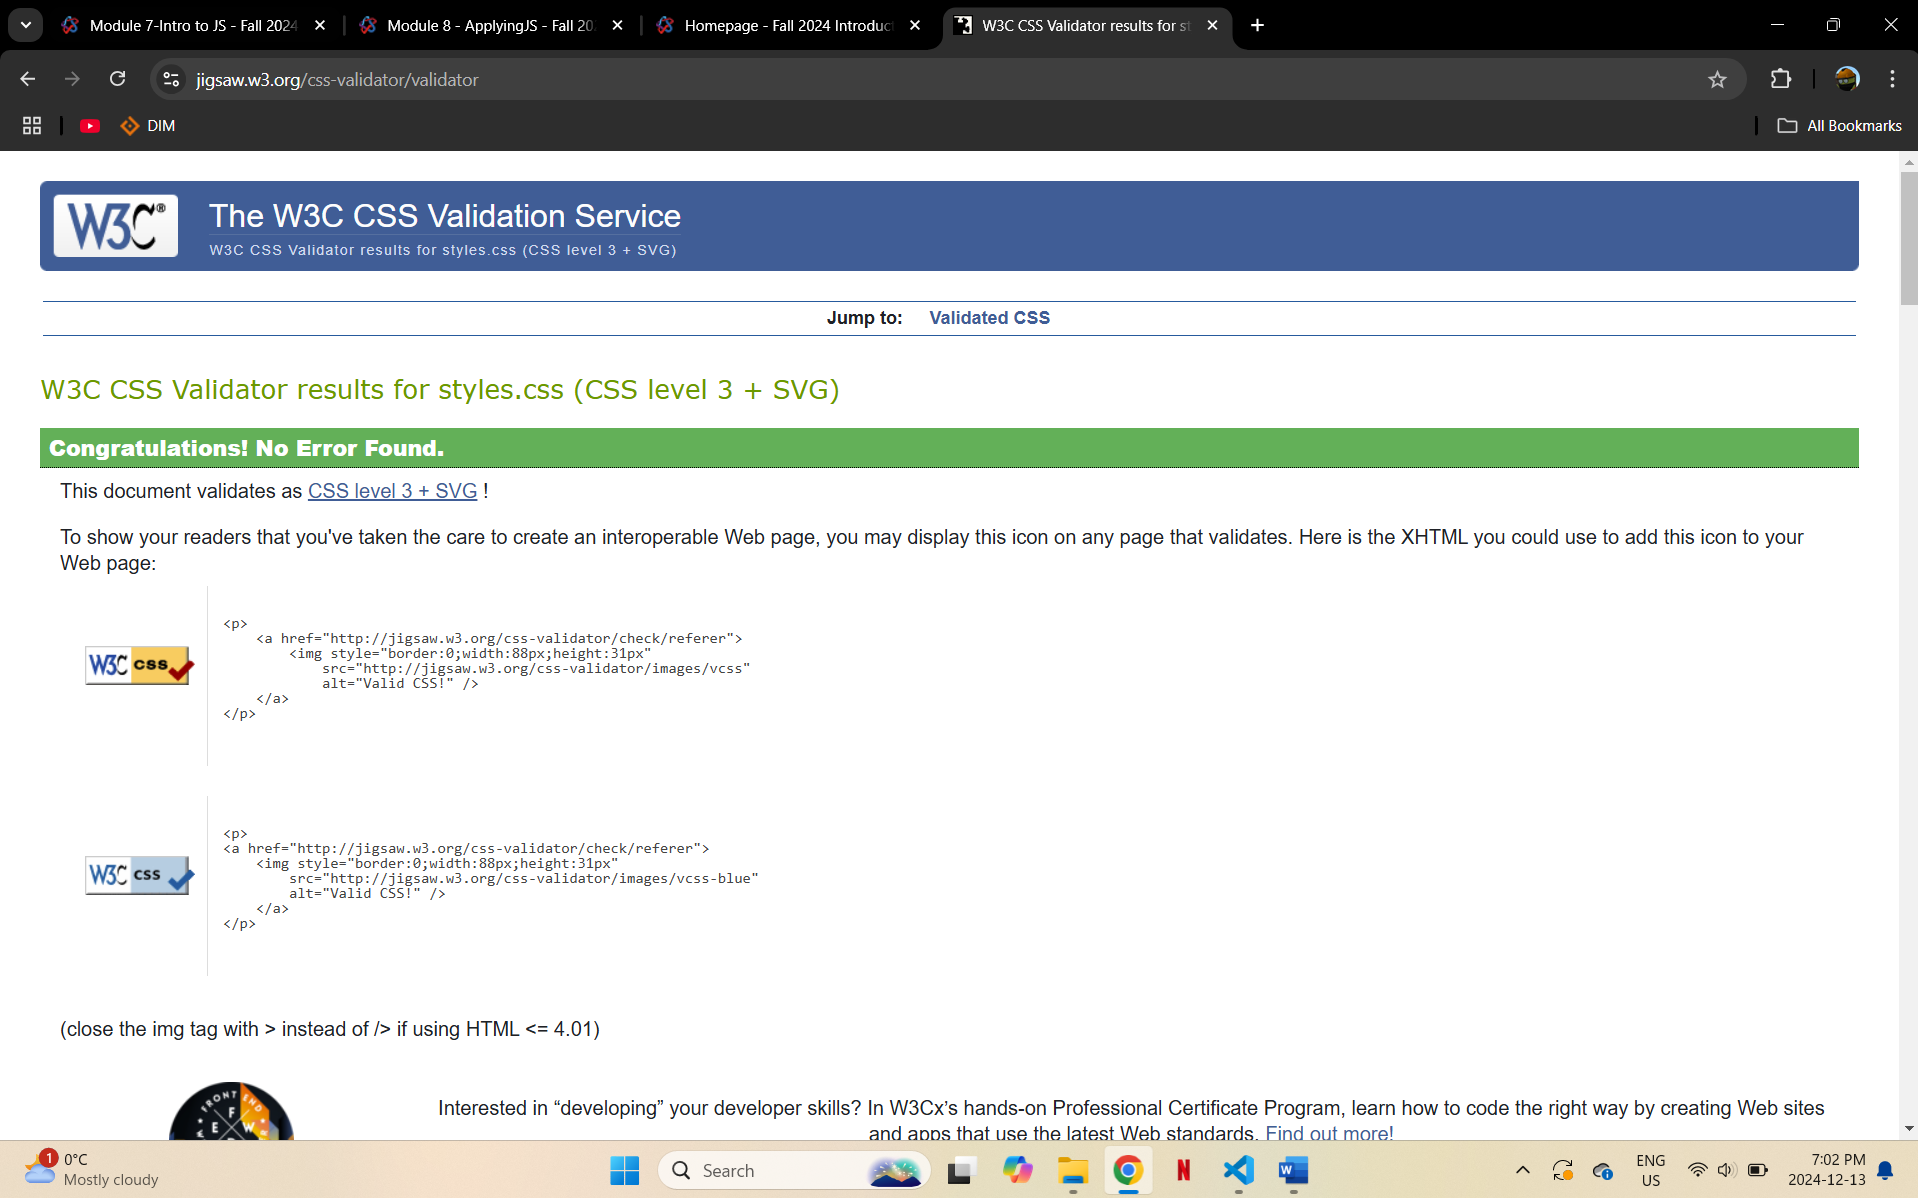 Module 7-Intro to JS - Fall 2024
Module 8 - ApplyingJS - Fall 20
Homepage - Fall 2024 Introduc
W3C CSS Validator results for st
jigsaw.w3.org/css-validator/validator
DIM
All Bookmarks
W3C®
The W3C CSS Validation Service
W3C CSS Validator results for styles.css (CSS level 3 + SVG)
Jump to: Validated CSS
W3C CSS Validator results for styles.css (CSS level 3 + SVG)
Congratulations! No Error Found.
This document validates as CSS level 3 + SVG !
To show your readers that you've taken the care to create an interoperable Web page, you may display this icon on any page that validates. Here is the XHTML you could use to add this icon to your
Web page:
W3C css
<p>
<a href="http://jigsaw.w3.org/css-validator/check/referer">
<img style="border:0;width:88px;height:31px"
src="http://jigsaw.w3.org/css-validator/images/vcss"
alt="Valid CSS!" />
</a>
</p>
W3C css
<p>
<a href="http://jigsaw.w3.org/css-validator/check/referer">
<img style="border:0;width:88px;height:31px"
src="http://jigsaw.w3.org/css-validator/images/vcss-blue"
alt="Valid CSS!" />
</a>
</p>
(close the img tag with > instead of /> if using HTML <= 4.01)
FRONT END
F
E W
Interested in “developing” your developer skills? In W3Cx’s hands-on Professional Certificate Program, learn how to code the right way by creating Web sites
and apps that use the latest Web standards. Find out more!
1
0°C
Mostly cloudy
Search
N
W
ENG
US
7:02 PM
2024-12-13